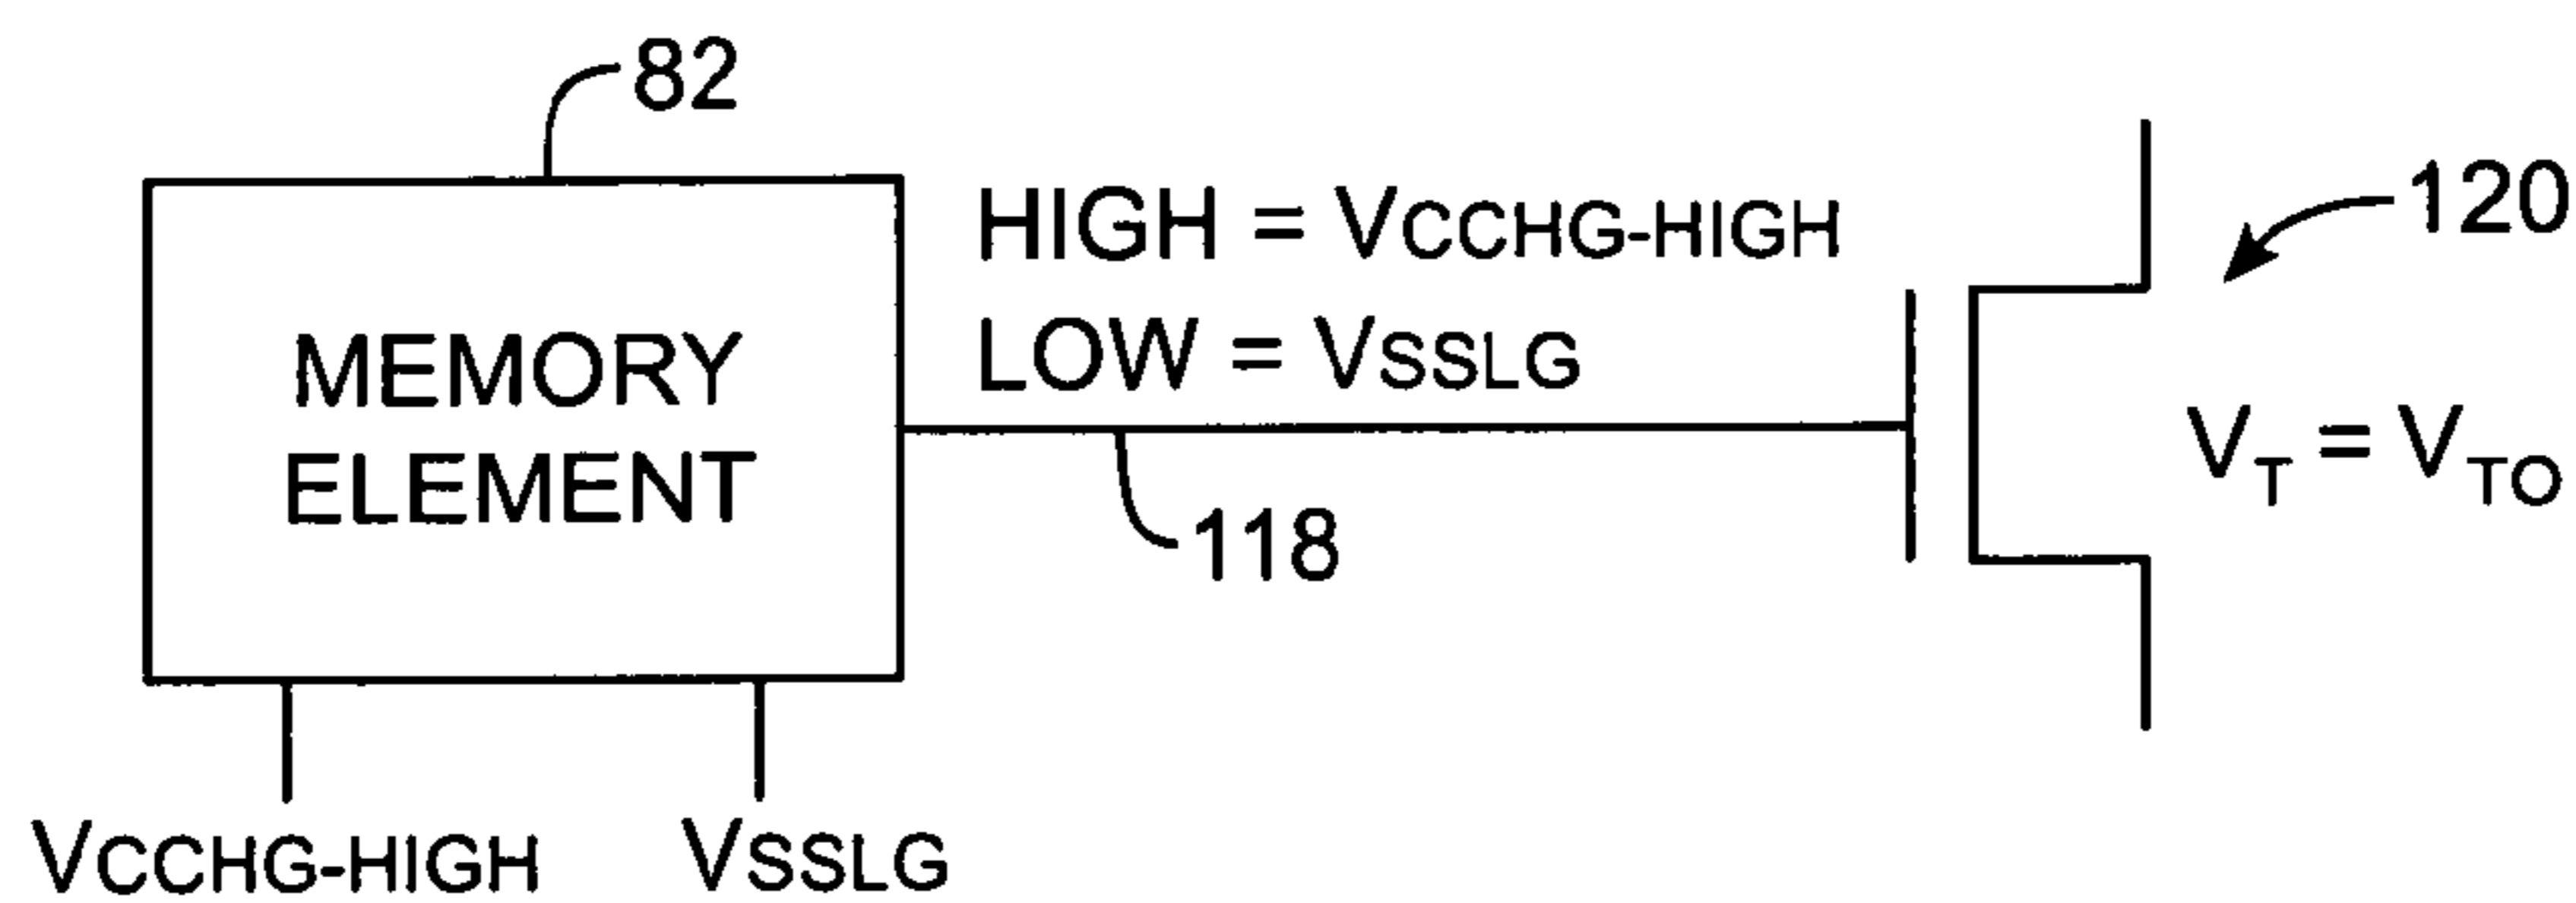 82
HIGH = VCCHG-HIGH
120
LOW = VSSLG
MEMORY
ELEMENT
VT = VTO
118
VCCHG-HIGH VSSLG